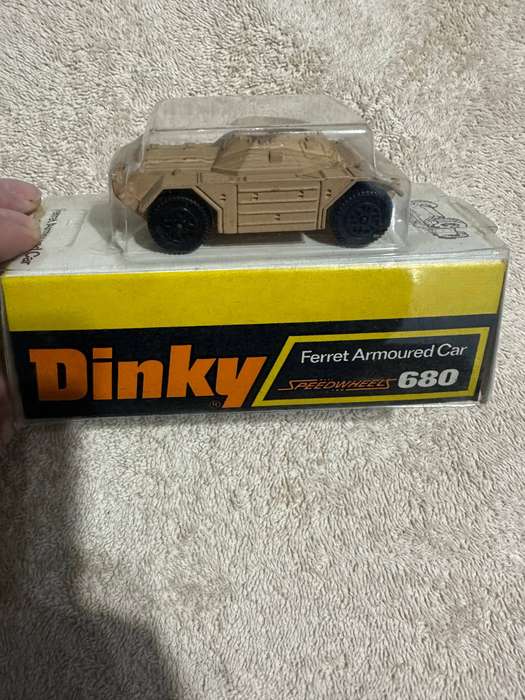 Dinky
Ferret Armoured Car
SPEEDWHEELS 680